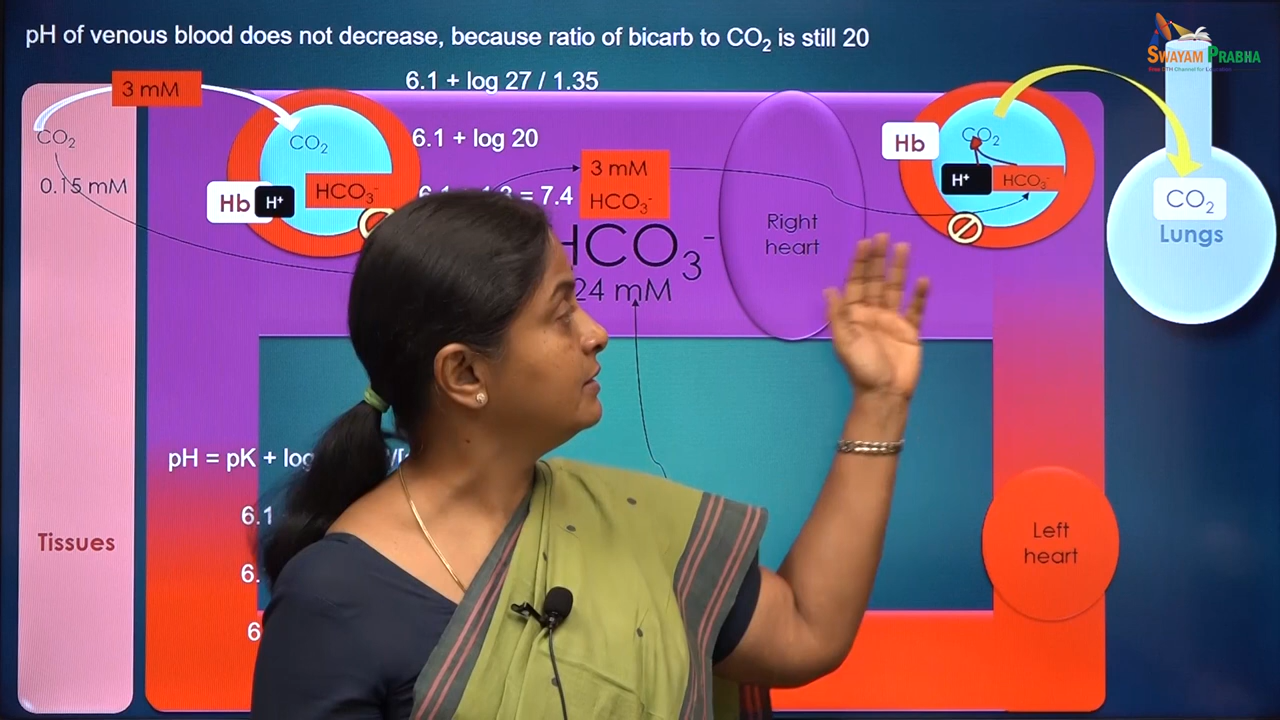 pH of venous blood does not decrease, because ratio of bicarb to CO₂ is still 20
SWAYAM PRABHA
6.1 + log 27 / 1.35
3 mM
CO₂
0.15 mM
CO₂
HCO₃⁻
Hb
H⁺
6.1 + log 20
= 7.4
3 mM
HCO₃⁻
HCO₃⁻
24 mM
Right
heart
Hb
CO₂
H⁺
HCO₃⁻
CO₂
Lungs
pH = pK + log
6.1
6.
6
Tissues
Left
heart